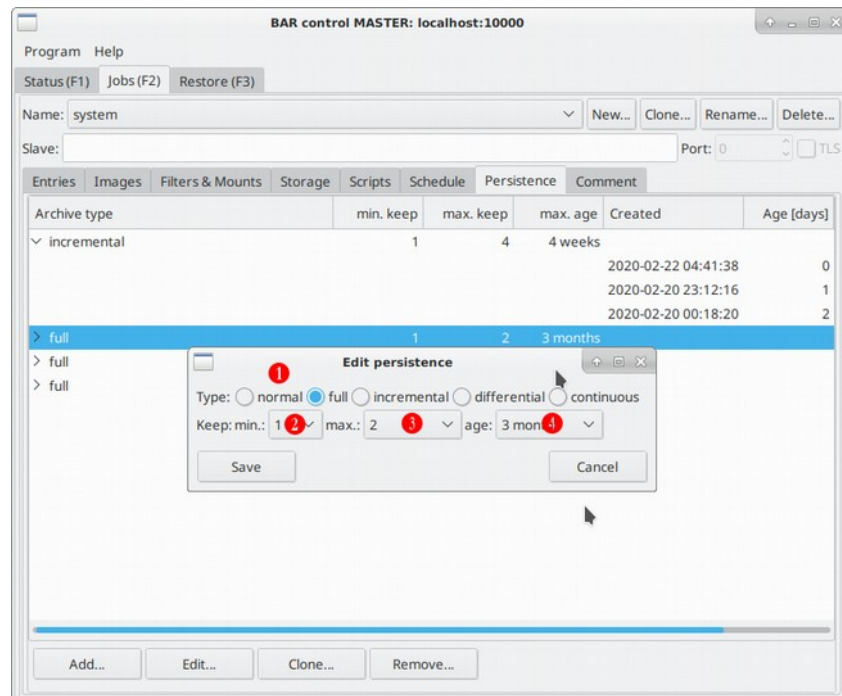 BAR control MASTER: localhost:10000
Program Help
Status (F1) Jobs (F2) Restore (F3)
Name: system New... Clone... Rename... Delete...
Slave: Port: 0 TLS
Entries Images Filters & Mounts Storage Scripts Schedule Persistence Comment
Archive type min. keep max. keep max. age Created Age [days]
incremental 1 4 4 weeks
2020-02-22 04:41:38 0
2020-02-20 23:12:16 1
2020-02-20 00:18:20 2
full 1 2 3 months
full
full
Edit persistence
1
Type: normal full incremental differential continuous
Keep: min.: 1 2 max.: 2 3 age: 3 mon 4
Save Cancel
Add... Edit... Clone... Remove...